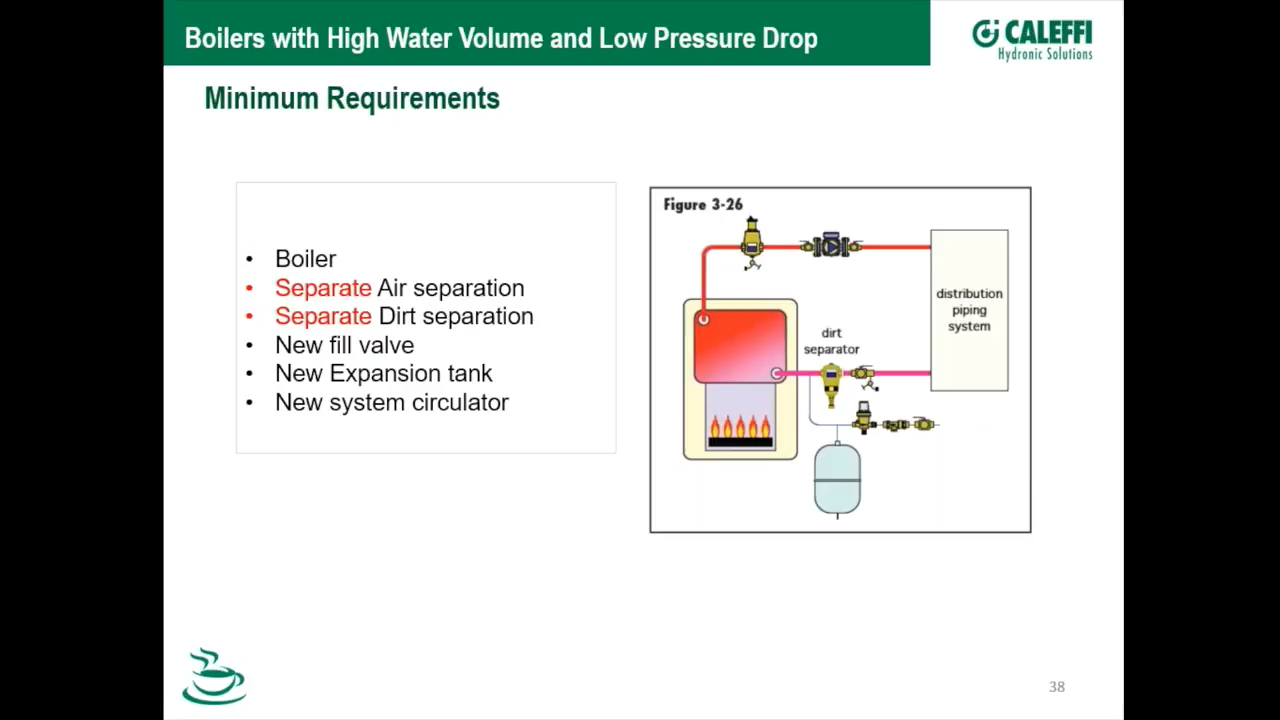 Boilers with High Water Volume and Low Pressure Drop
CALEFFI
Hydronic Solutions
Minimum Requirements
• Boiler
• Separate Air separation
• Separate Dirt separation
• New fill valve
• New Expansion tank
• New system circulator
Figure 3-26
distribution
piping
system
dirt
separator
38